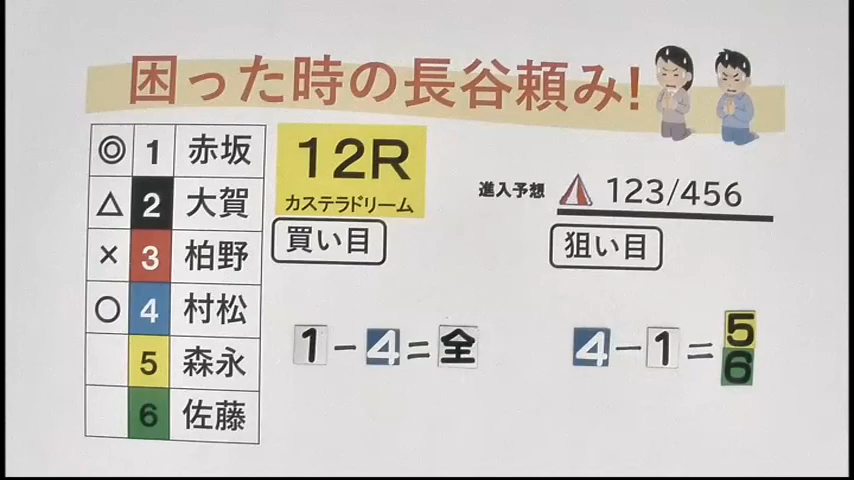 困った時の長谷頼み!
◎ 1 赤坂
△ 2 大賀
× 3 柏野
○ 4 村松
5 森永
6 佐藤
12R
カステラドリーム
進入予想 123/456
買い目
1-4=全
狙い目
4-1=5
6